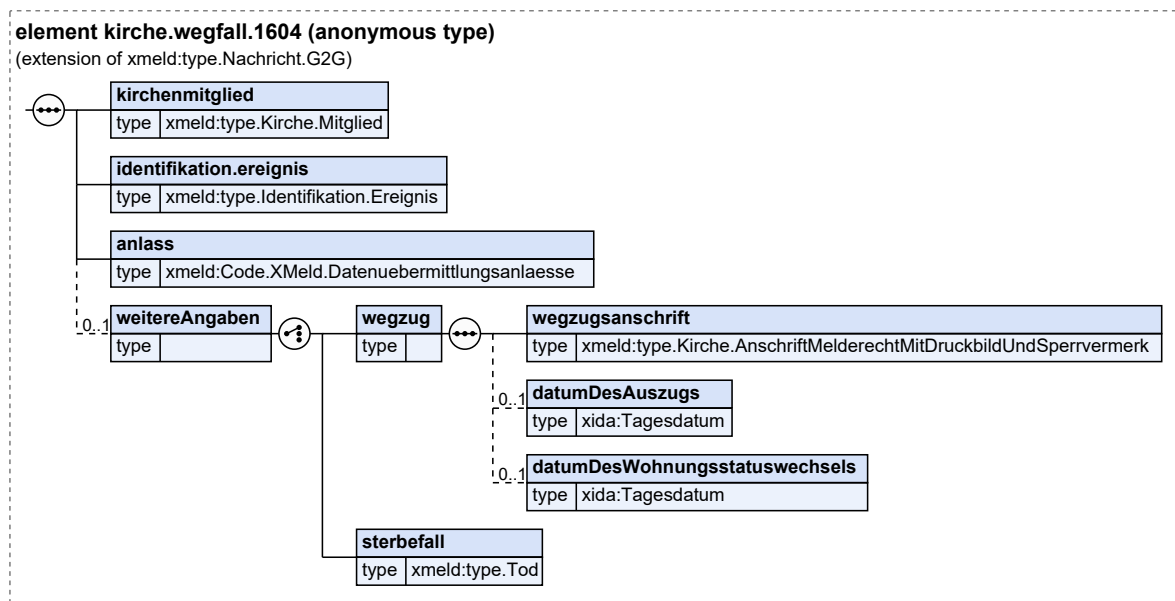 element kirche.wegfall.1604 (anonymous type)
(extension of xmeld:type.Nachricht.G2G)
kirchenmitglied
type xmeld:type.Kirche.Mitglied
identifikation.ereignis
type xmeld:type.Identifikation.Ereignis
anlass
type xmeld:Code.XMeld.Datenuebermittlungsanlaesse
0..1
weitereAngaben
type
wegzug
type
wegzugsanschrift
type xmeld:type.Kirche.AnschriftMelderechtMitDruckbildUndSperrvermerk
0..1
datumDesAuszugs
type xida:Tagesdatum
0..1
datumDesWohnungsstatuswechsels
type xida:Tagesdatum
sterbefall
type xmeld:type.Tod